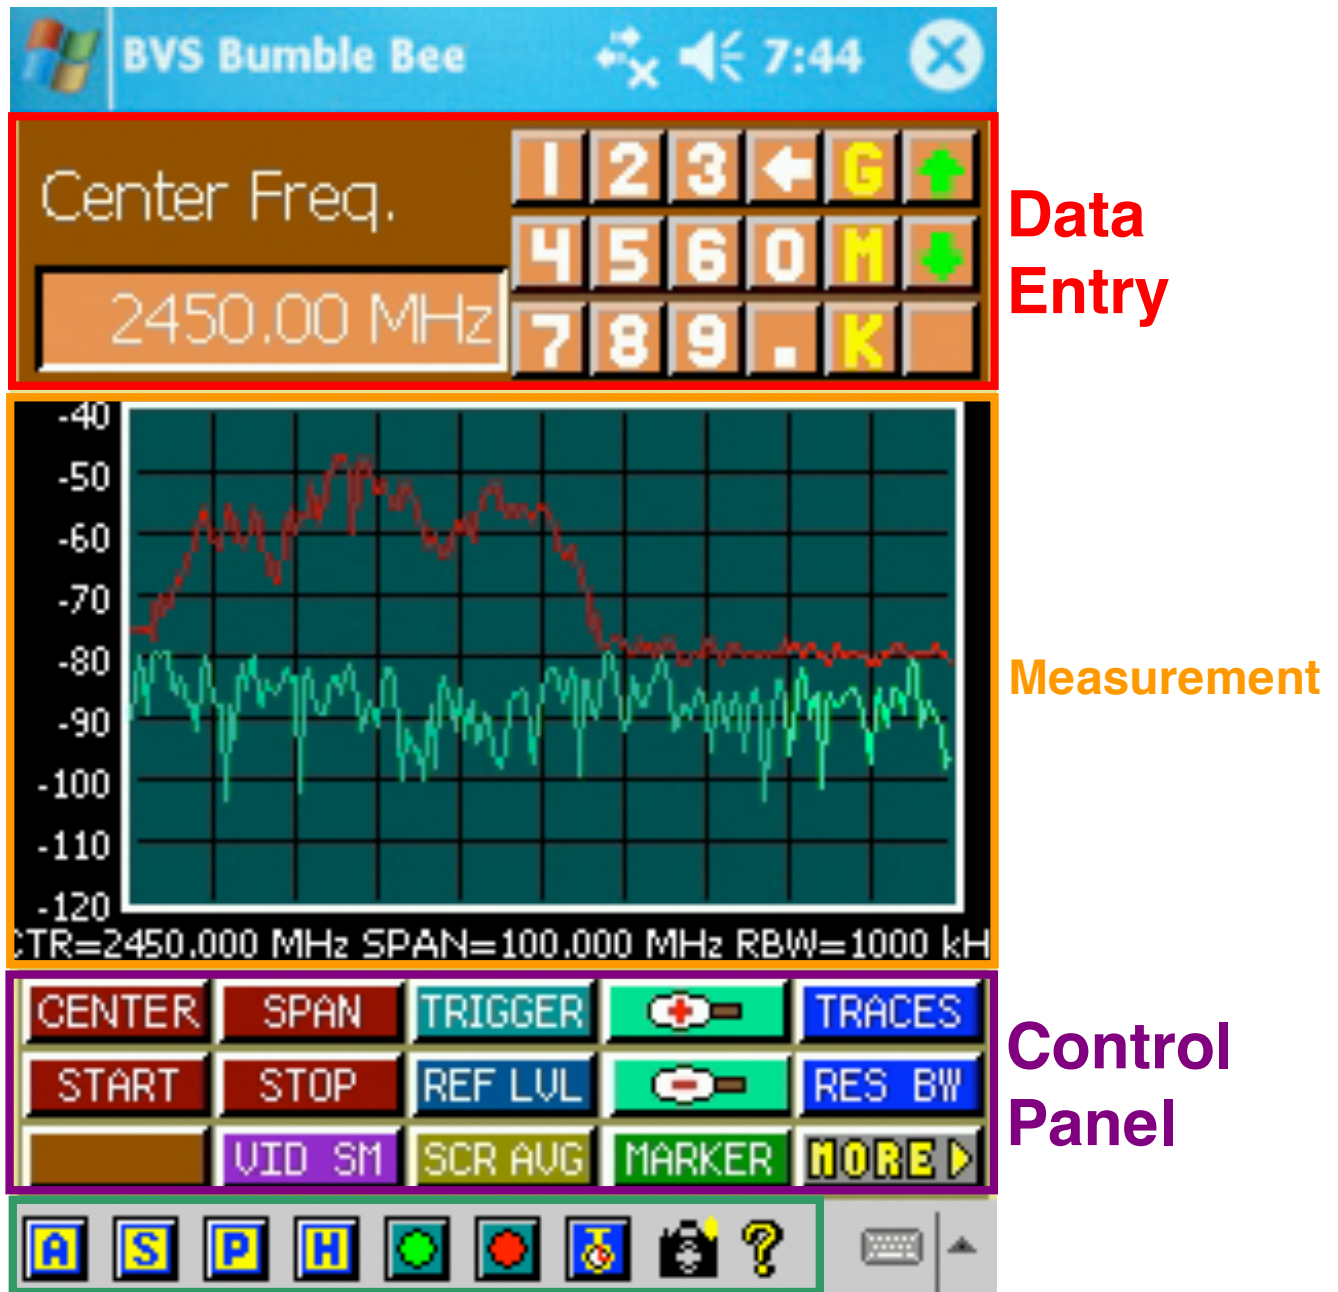 BVS Bumble Bee 7:44
Center Freq.
2450.00 MHz
1 2 3 G
4 5 6 0 M
7 8 9 . K
Data
Entry
-40
-50
-60
-70
-80
-90
-100
-110
-120
CTR=2450.000 MHz SPAN=100.000 MHz RBW=1000 kH
Measurement
CENTER SPAN TRIGGER TRACES
START STOP REF LVL RES BW
VID SM SCR AVG MARKER MORE
Control
Panel
A S P H ?